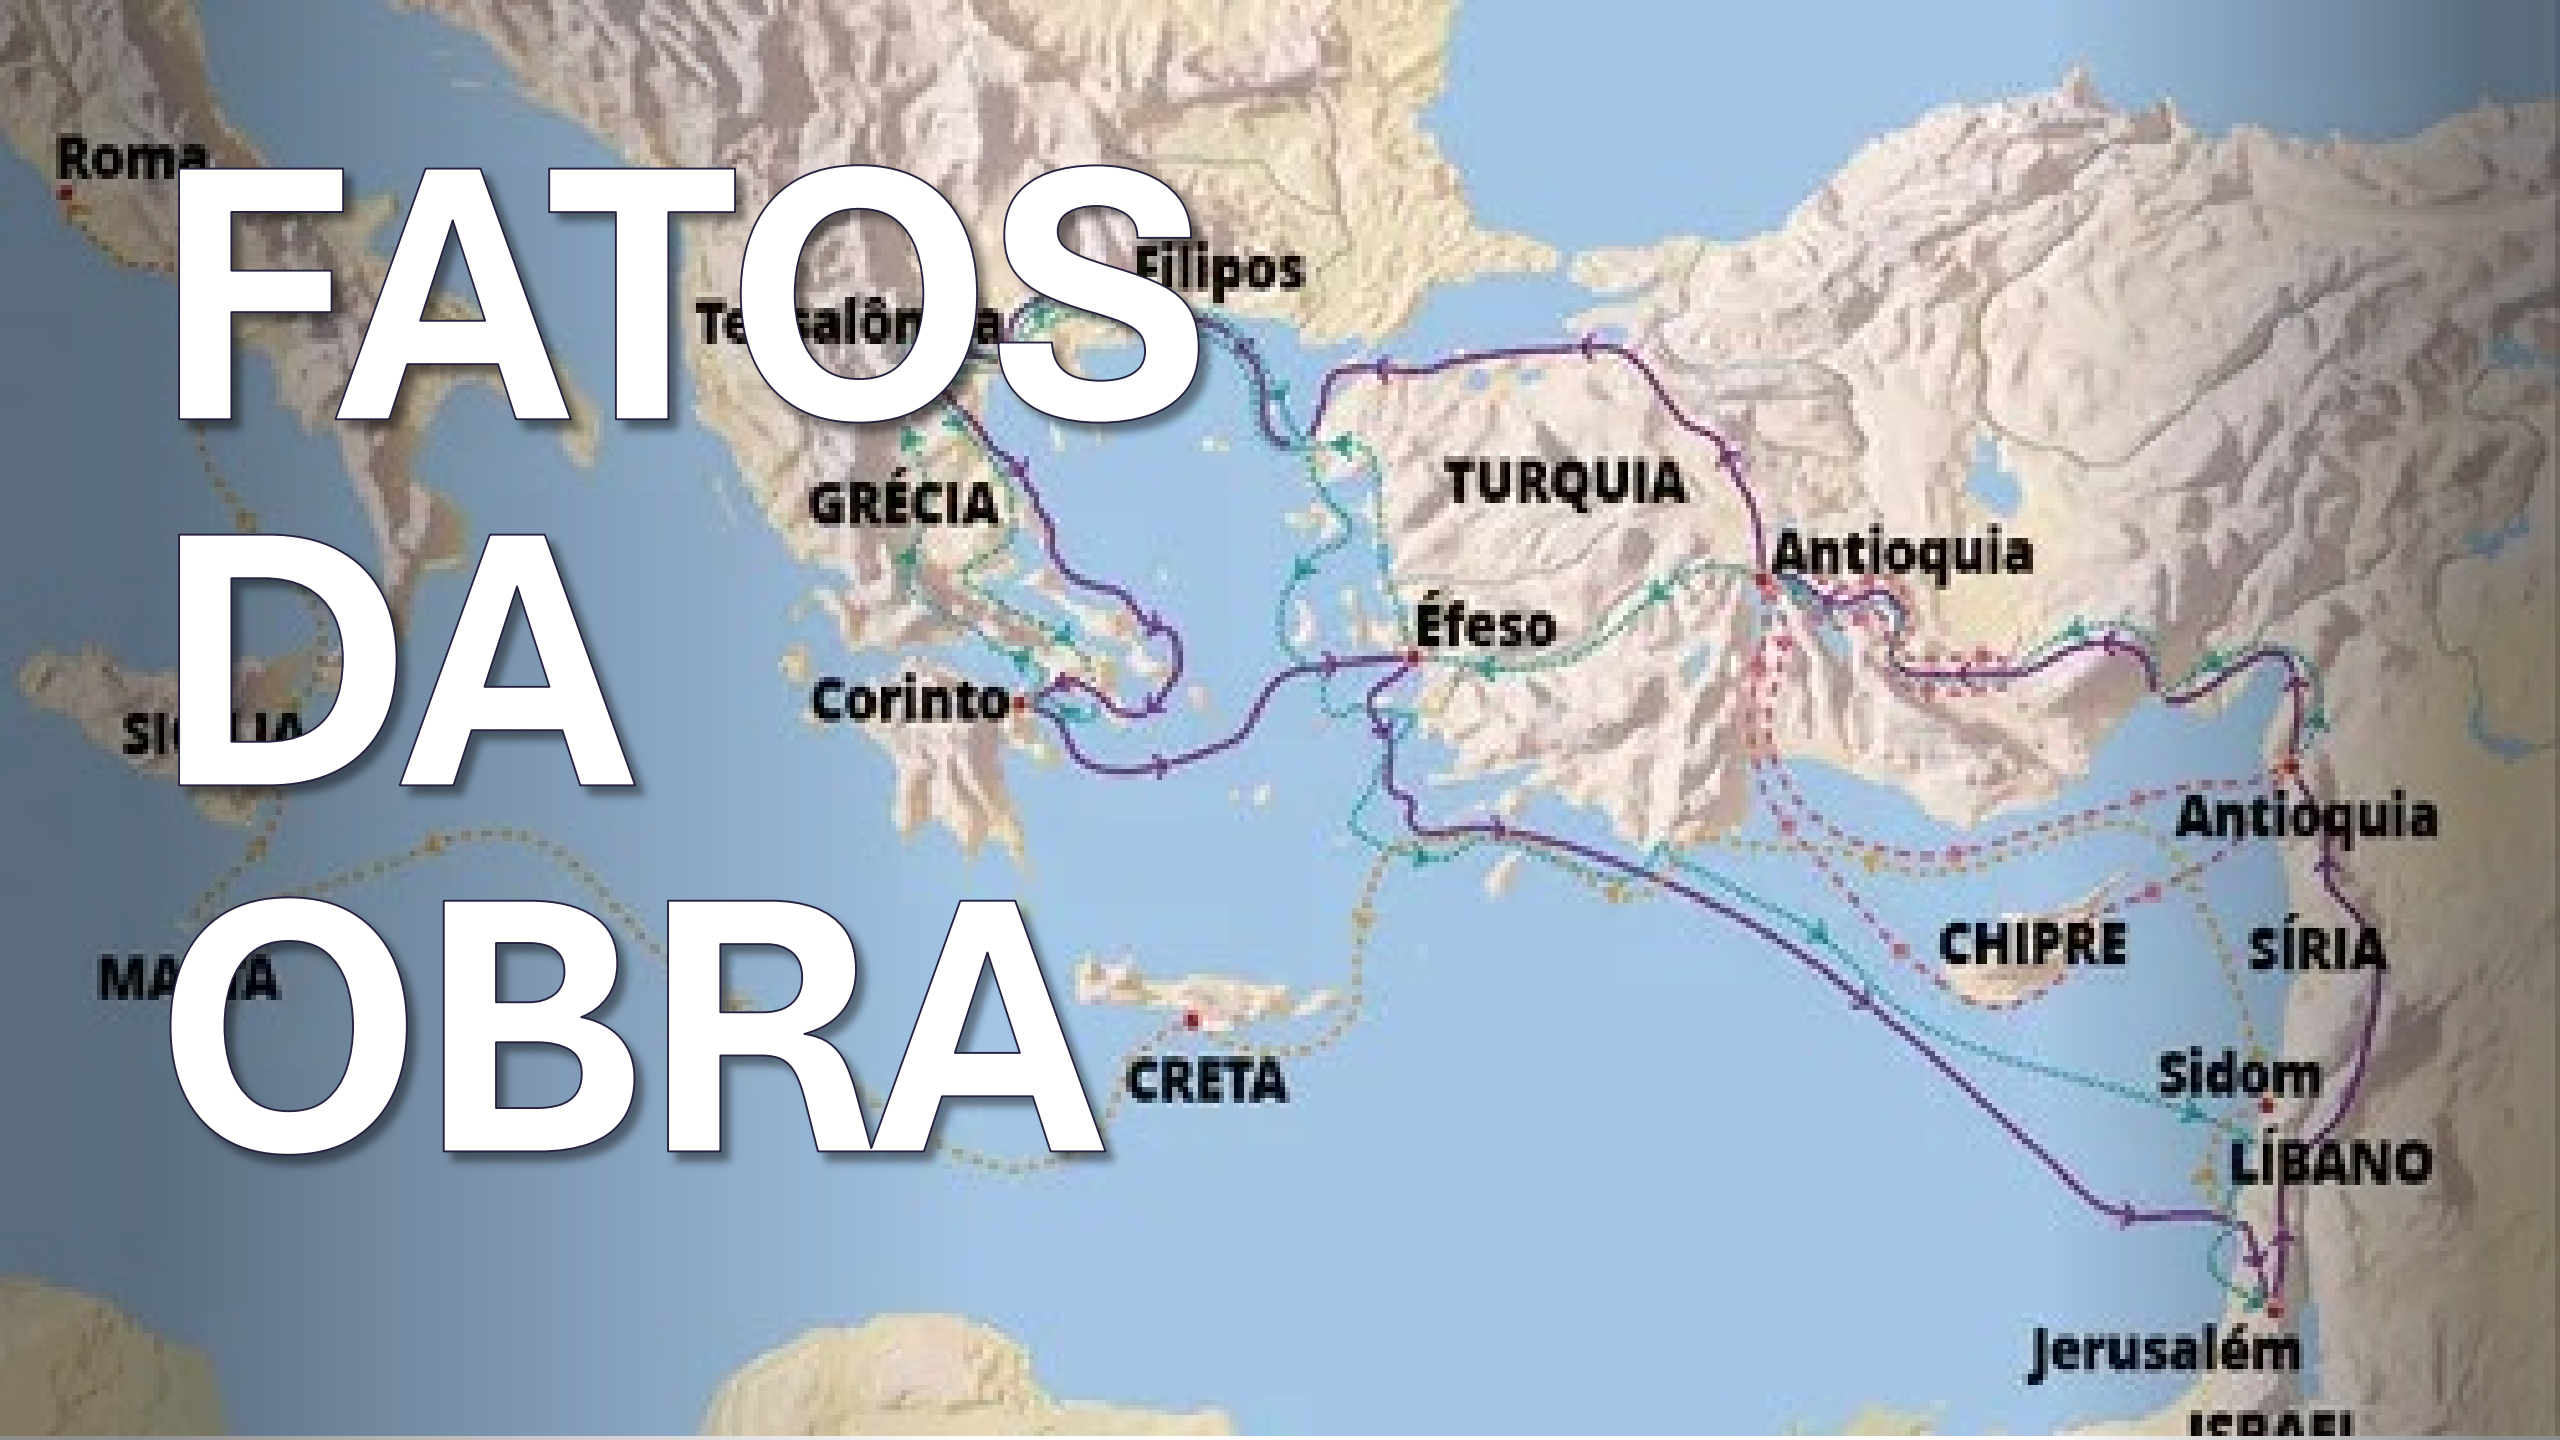 Roma
FATOS
Filipos
GRÉCIA
TURQUIA
Antioquia
DA
Éfeso
Corinto
Antioquia
OBRA
CHIPRE
SÍRIA
CRETA
Sidom
LÍBANO
Jerusalém